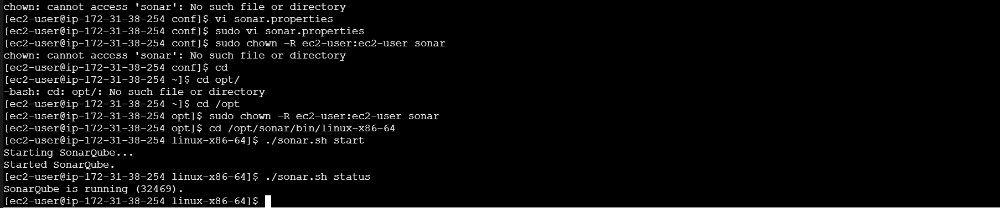 chown: cannot access 'sonar': No such file or directory
[ec2-user@ip-172-31-38-254 conf]$ vi sonar.properties
[ec2-user@ip-172-31-38-254 conf]$ sudo vi sonar.properties
[ec2-user@ip-172-31-38-254 conf]$ sudo chown -R ec2-user:ec2-user sonar
chown: cannot access 'sonar': No such file or directory
[ec2-user@ip-172-31-38-254 conf]$ cd
[ec2-user@ip-172-31-38-254 ~]$ cd opt/
-bash: cd: opt/: No such file or directory
[ec2-user@ip-172-31-38-254 ~]$ cd /opt
[ec2-user@ip-172-31-38-254 opt]$ sudo chown -R ec2-user:ec2-user sonar
[ec2-user@ip-172-31-38-254 opt]$ cd /opt/sonar/bin/linux-x86-64
[ec2-user@ip-172-31-38-254 linux-x86-64]$ ./sonar.sh start
Starting SonarQube...
Started SonarQube.
[ec2-user@ip-172-31-38-254 linux-x86-64]$ ./sonar.sh status
SonarQube is running (32469).
[ec2-user@ip-172-31-38-254 linux-x86-64]$